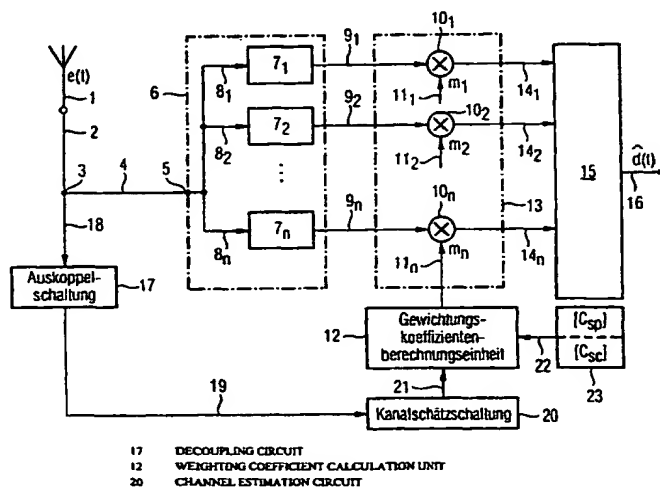 10₁
9₁
e(t)
6
8₁
7₁
m₁
11₁
14₁
1
9₂
10₂
2
8₂
7₂
m₂
11₂
14₂
d̂(t)
3
4
5
⋮
15
16
10ₙ
9ₙ
13
18
8ₙ
7ₙ
mₙ
11ₙ
14ₙ
Auskoppel-
schaltung
17
12
Gewichtungs-
koeffizienten-
berechnungseinheit
[C_sp]
[C_sc]
22
23
19
21
Kanalschätzschaltung
20
17 DECOUPLING CIRCUIT
12 WEIGHTING COEFFICIENT CALCULATION UNIT
20 CHANNEL ESTIMATION CIRCUIT